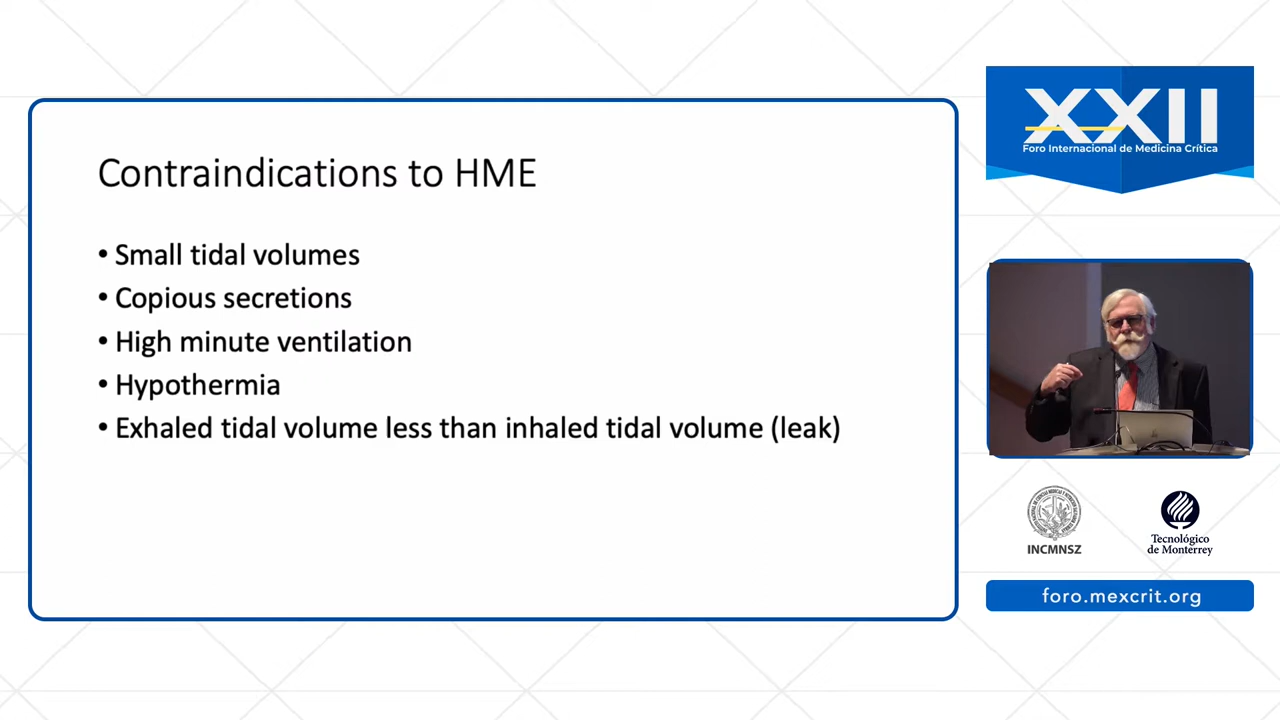 Contraindications to HME
• Small tidal volumes
• Copious secretions
• High minute ventilation
• Hypothermia
• Exhaled tidal volume less than inhaled tidal volume (leak)
XXII
Foro Internacional de Medicina Crítica
INCMNSZ
Tecnológico
de Monterrey
foro.mexcrit.org